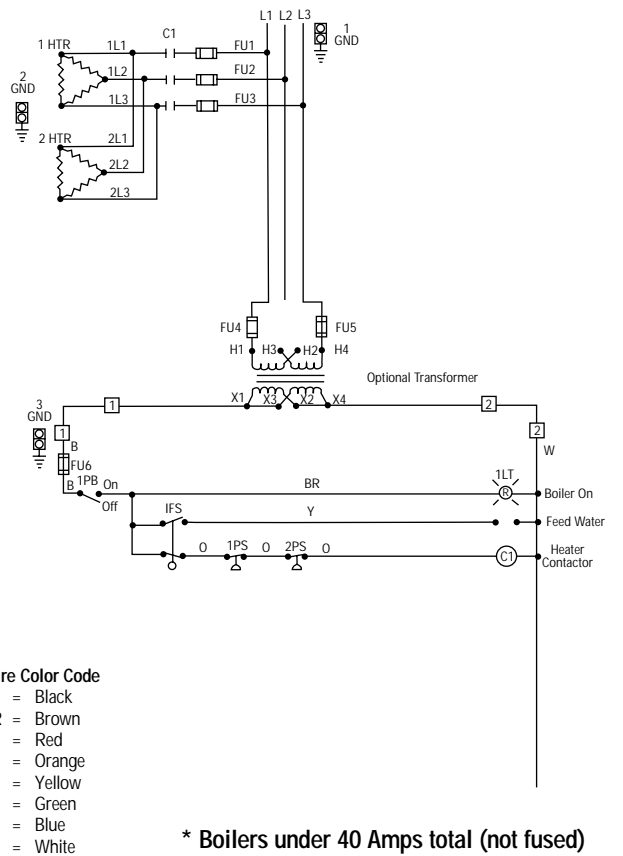 L1 L2 L3
1
GND
C1
1 HTR 1L1 FU1
1L2 FU2
2
GND
1L3 FU3
2 HTR 2L1
2L2
2L3
FU4 FU5
H1 H3 H2 H4
Optional Transformer
X1 X3 X2 X4
1 2
3
GND
1 2
B W
FU6
B 1PB On BR 1LT R Boiler On
Off
IFS Y Feed Water
O 1PS O 2PS O C1 Heater
Contactor
re Color Code
= Black
R = Brown
= Red
= Orange
= Yellow
= Green
= Blue
= White
* Boilers under 40 Amps total (not fused)